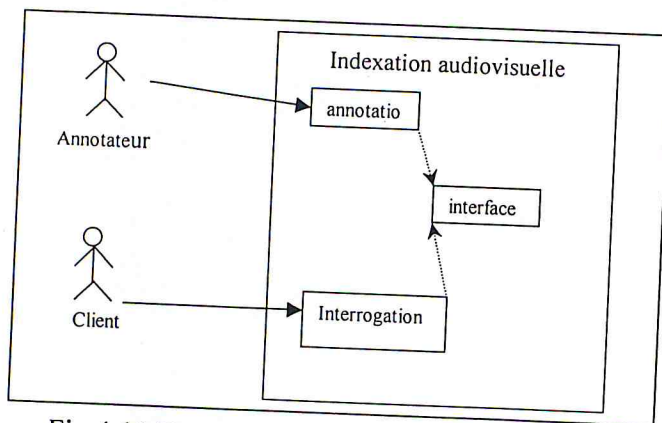 Indexation audiovisuelle
annotatio
Annotateur
interface
Interrogation
Client